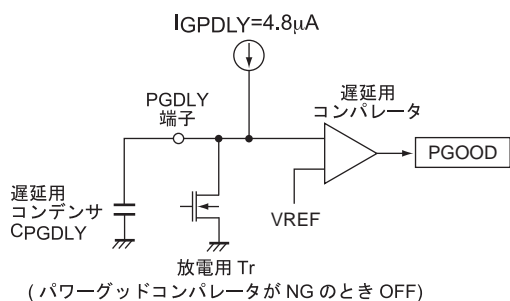 IGPDLY=4.8μA
PGDLY
端子
遅延用
コンパレータ
PGOOD
遅延用
コンデンサ
CPGDLY
VREF
放電用 Tr
( パワーグッドコンパレータが NG のとき OFF)